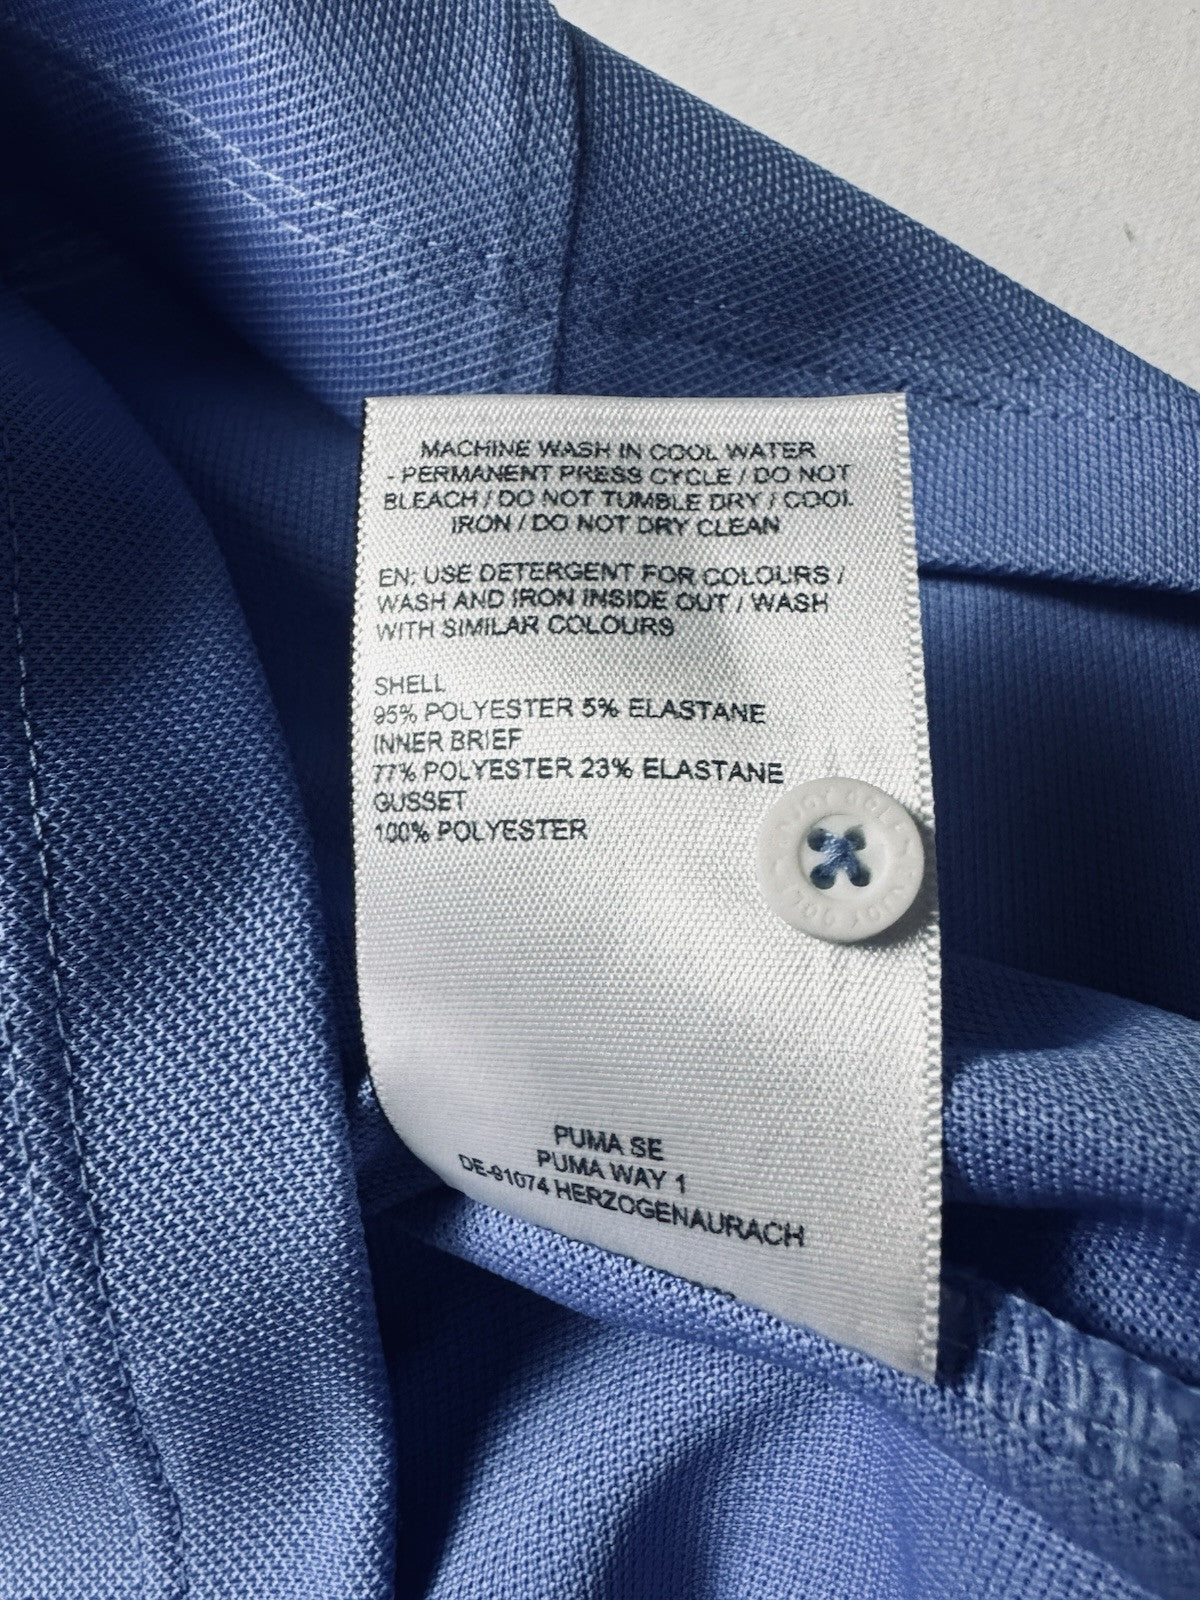 MACHINE WASH IN COOL WATER
- PERMANENT PRESS CYCLE / DO NOT
BLEACH / DO NOT TUMBLE DRY / COOL
IRON / DO NOT DRY CLEAN
EN: USE DETERGENT FOR COLOURS /
WASH AND IRON INSIDE OUT / WASH
WITH SIMILAR COLOURS
SHELL
95% POLYESTER 5% ELASTANE
INNER BRIEF
77% POLYESTER 23% ELASTANE
GUSSET
100% POLYESTER
PUMA SE
PUMA WAY 1
DE-91074 HERZOGENAURACH